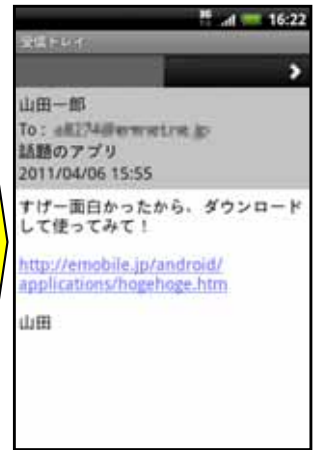 16:22
受信トレイ
山田一郎
To :
話題のアプリ
2011/04/06 15:55
すげー面白かったから、ダウンロード
して使ってみて！
http://emobile.jp/android/
applications/hogehoge.htm
山田